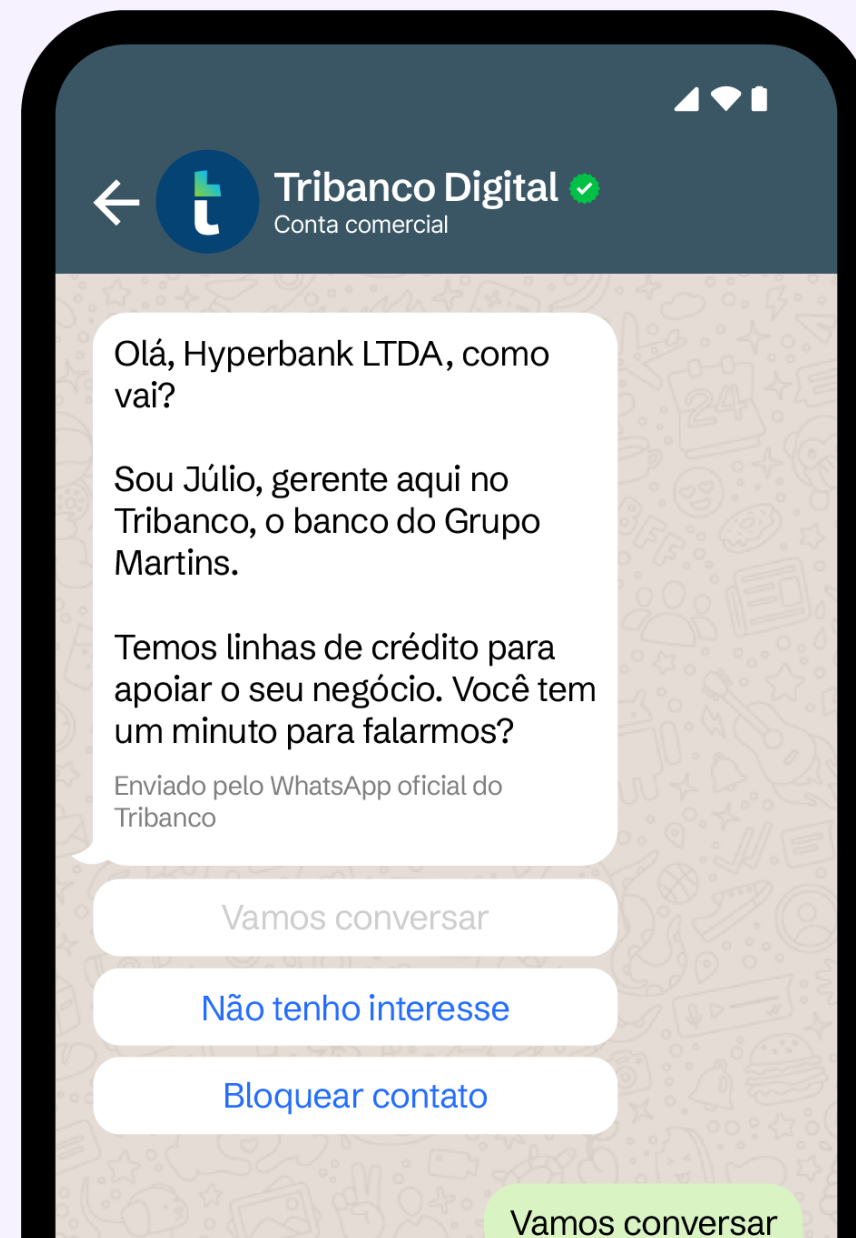 Tribanco Digital
Conta comercial
Olá, Hyperbank LTDA, como
vai?
Sou Júlio, gerente aqui no
Tribanco, o banco do Grupo
Martins.
Temos linhas de crédito para
apoiar o seu negócio. Você tem
um minuto para falarmos?
Enviado pelo WhatsApp oficial do
Tribanco
Vamos conversar
Não tenho interesse
Bloquear contato
Vamos conversar